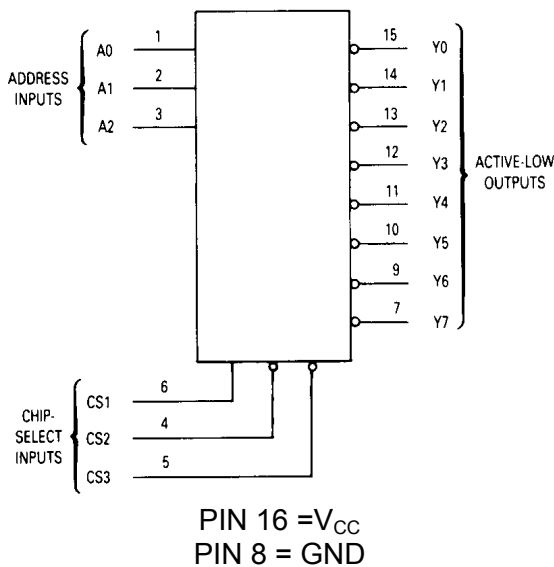 ADDRESS
INPUTS
A0 1
A1 2
A2 3
15 Y0
14 Y1
13 Y2
12 Y3
11 Y4
10 Y5
9 Y6
7 Y7
ACTIVE-LOW
OUTPUTS
CHIP-
SELECT
INPUTS
CS1 6
CS2 4
CS3 5
PIN 16 =VCC
PIN 8 = GND